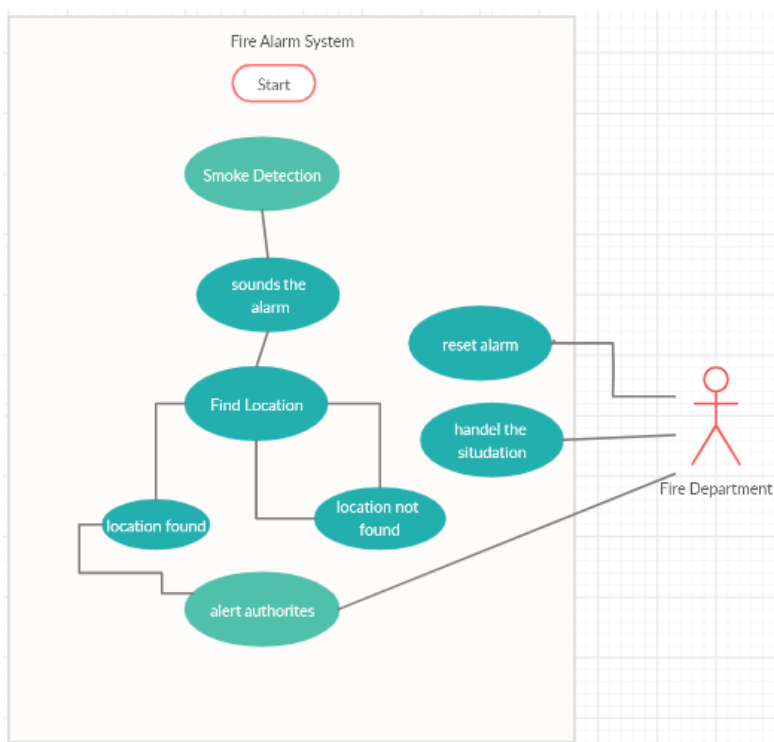 Fire Alarm System
Start
Smoke Detection
sounds the
alarm
reset alarm
Find Location
handel the
situdation
Fire Department
location found
location not
found
alert authorites